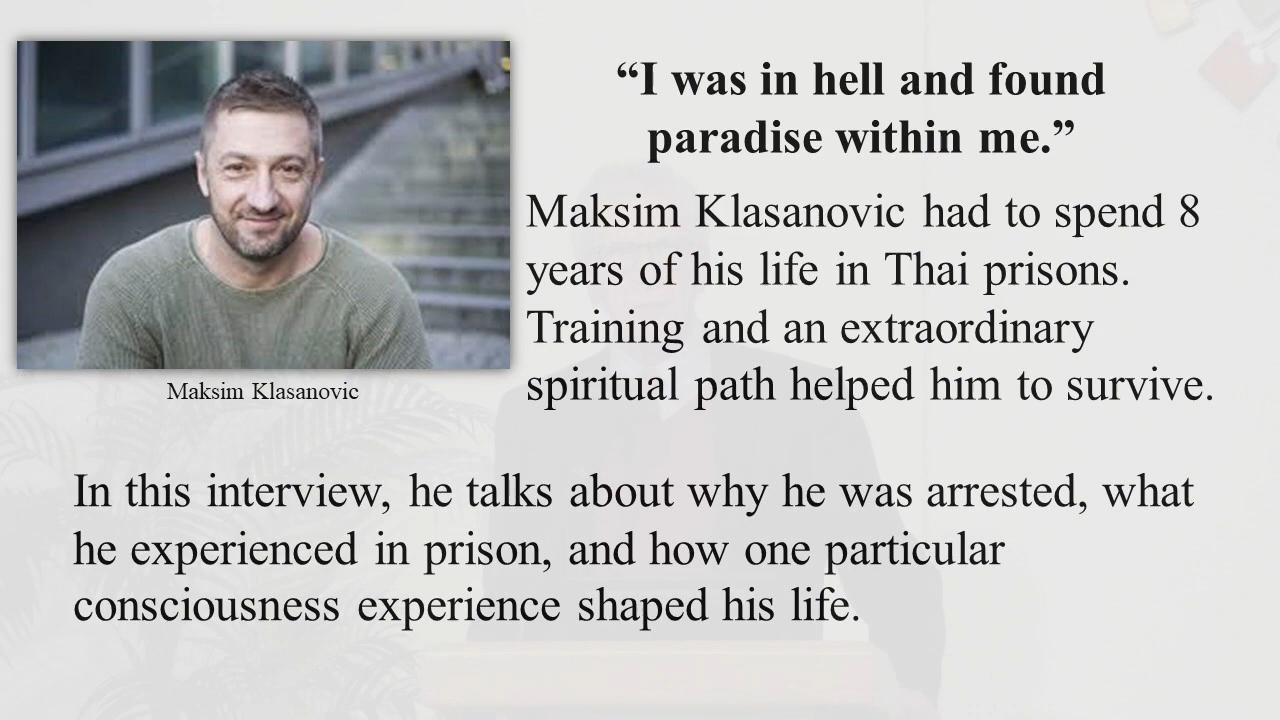 “I was in hell and found
paradise within me.”
Maksim Klasanovic had to spend 8
years of his life in Thai prisons.
Training and an extraordinary
spiritual path helped him to survive.
Maksim Klasanovic
In this interview, he talks about why he was arrested, what
he experienced in prison, and how one particular
consciousness experience shaped his life.